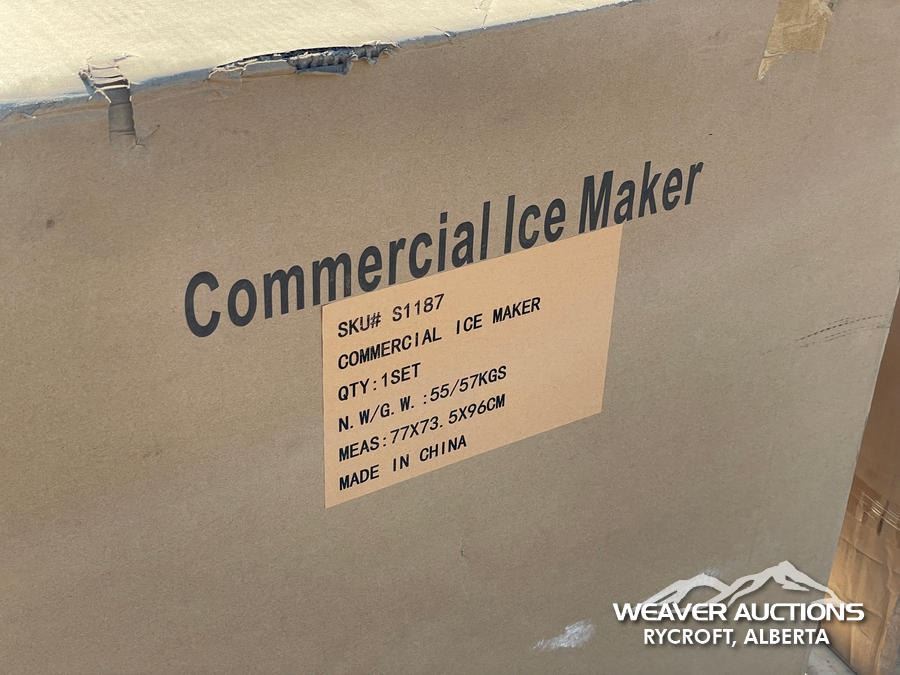 Commercial Ice Maker
SKU# S1187
COMMERCIAL ICE MAKER
QTY:1SET
N.W/G.W.:55/57KGS
MEAS:77X73.5X96CM
MADE IN CHINA
WEAVER AUCTIONS
RYCROFT, ALBERTA